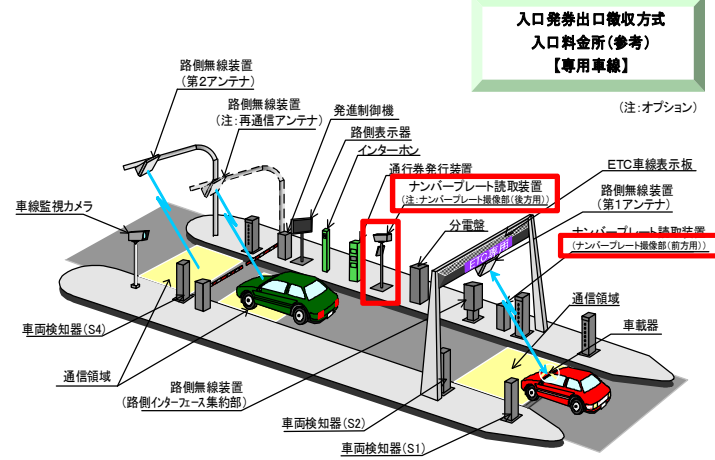 入口発券出口徴収方式
入口料金所(参考)
【専用車線】
(注:オプション)
路側無線装置
(第2アンテナ)
路側無線装置
(注:再通信アンテナ)
発進制御機
路側表示器
インターホン
通行券発行装置
ナンバープレート読取装置
(注:ナンバープレート撮像部(後方用))
分電盤
ETC車線表示板
路側無線装置
(第1アンテナ)
ナンバープレート読取装置
(ナンバープレート撮像部(前方用))
車線監視カメラ
ETC専用
通信領域
車載器
車両検知器(S4)
通信領域
路側無線装置
(路側インターフェース集約部)
車両検知器(S2)
車両検知器(S1)